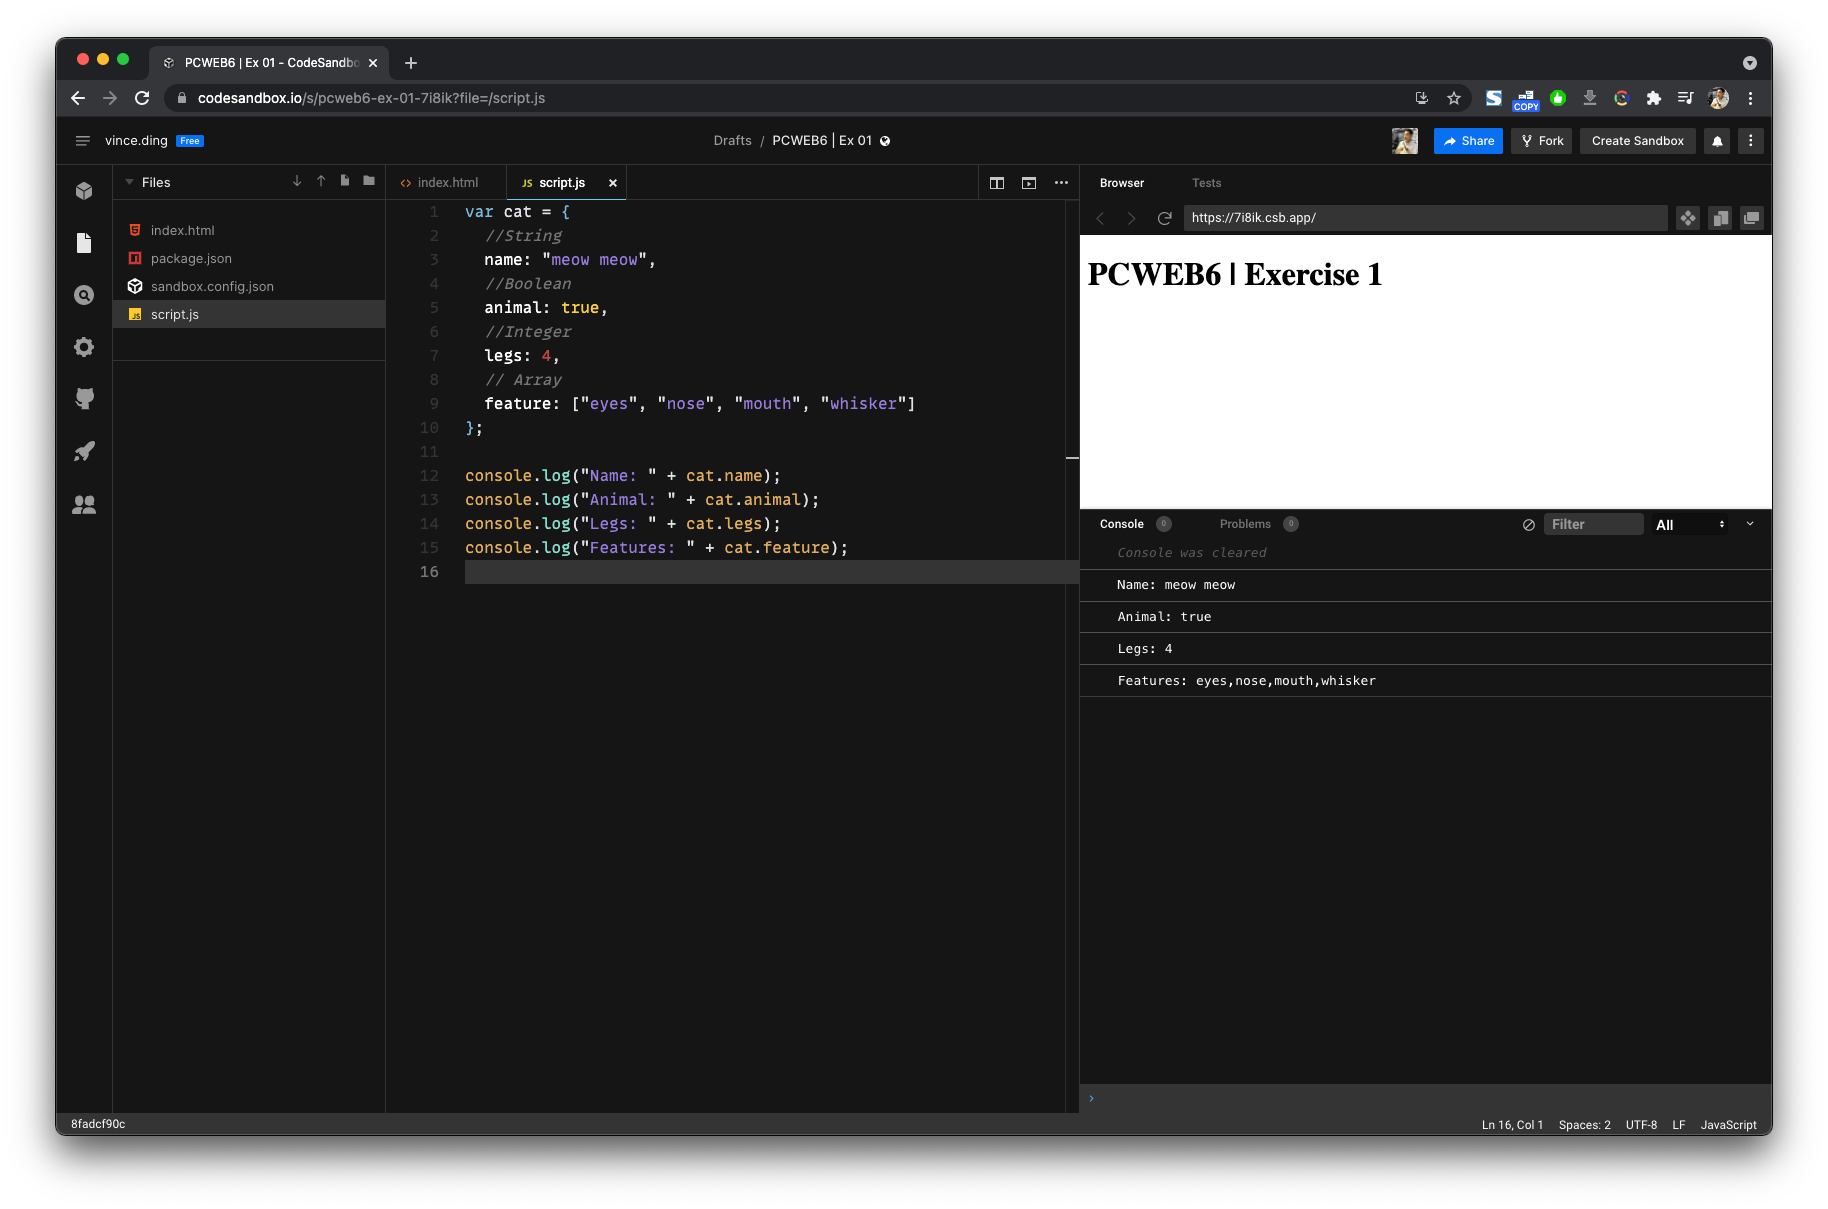 PCWEB6 | Ex 01 - CodeSandbo
codesandbox.io/s/pcweb6-ex-01-7i8ik?file=/script.js
COPY
vince.ding Free
Drafts / PCWEB6 | Ex 01
Share Fork Create Sandbox
Files
index.html
package.json
sandbox.config.json
JS script.js
<> index.html JS script.js
1 var cat = {
2 //String
3 name: "meow meow",
4 //Boolean
5 animal: true,
6 //Integer
7 legs: 4,
8 // Array
9 feature: ["eyes", "nose", "mouth", "whisker"]
10 };
11
12 console.log("Name: " + cat.name);
13 console.log("Animal: " + cat.animal);
14 console.log("Legs: " + cat.legs);
15 console.log("Features: " + cat.feature);
16
Browser Tests
https://7i8ik.csb.app/
PCWEB6 | Exercise 1
Console 0 Problems 0 Filter All
Console was cleared
Name: meow meow
Animal: true
Legs: 4
Features: eyes,nose,mouth,whisker
8fadcf90c
Ln 16, Col 1 Spaces: 2 UTF-8 LF JavaScript